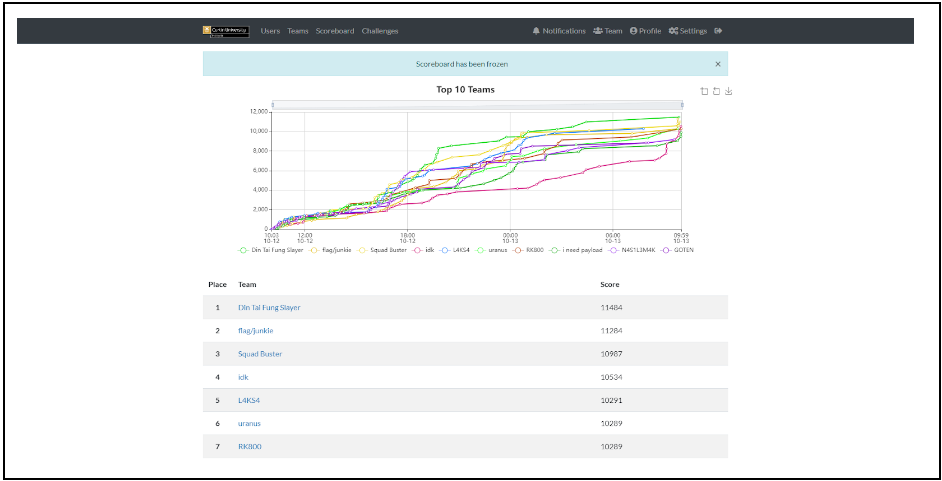 Curtin University
Users Teams Scoreboard Challenges Notifications Team Profile Settings
Scoreboard has been frozen ×
Top 10 Teams
12,000
10,000
8,000
6,000
4,000
2,000
0
10:03 12:00 18:00 00:00 06:00 09:59
10-12 10-12 10-12 10-13 10-13 10-13
Din Tai Fung Slayer flag/junkie Squad Buster idk L4KS4 uranus RK800 i need payload N4S1L3M4K GOTEN
Place Team Score
1 Din Tai Fung Slayer 11484
2 flag/junkie 11284
3 Squad Buster 10987
4 idk 10534
5 L4KS4 10291
6 uranus 10289
7 RK800 10289